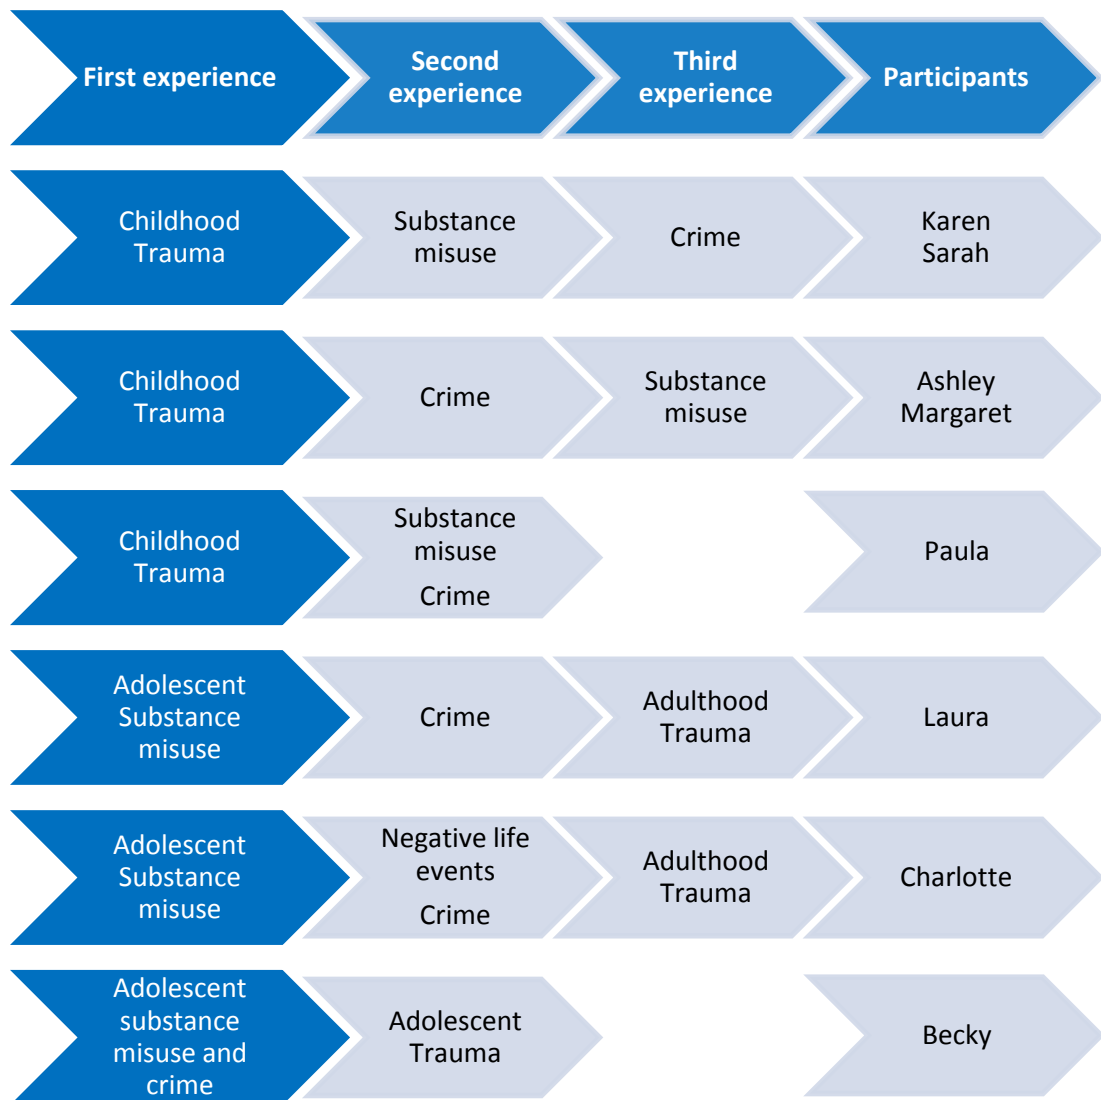 First experience
Second
experience
Third
experience
Participants
Childhood
Trauma
Substance
misuse
Crime
Karen
Sarah
Childhood
Trauma
Crime
Substance
misuse
Ashley
Margaret
Childhood
Trauma
Substance
misuse
Crime
Paula
Adolescent
Substance
misuse
Crime
Adulthood
Trauma
Laura
Adolescent
Substance
misuse
Negative life
events
Crime
Adulthood
Trauma
Charlotte
Adolescent
substance
misuse and
crime
Adolescent
Trauma
Becky